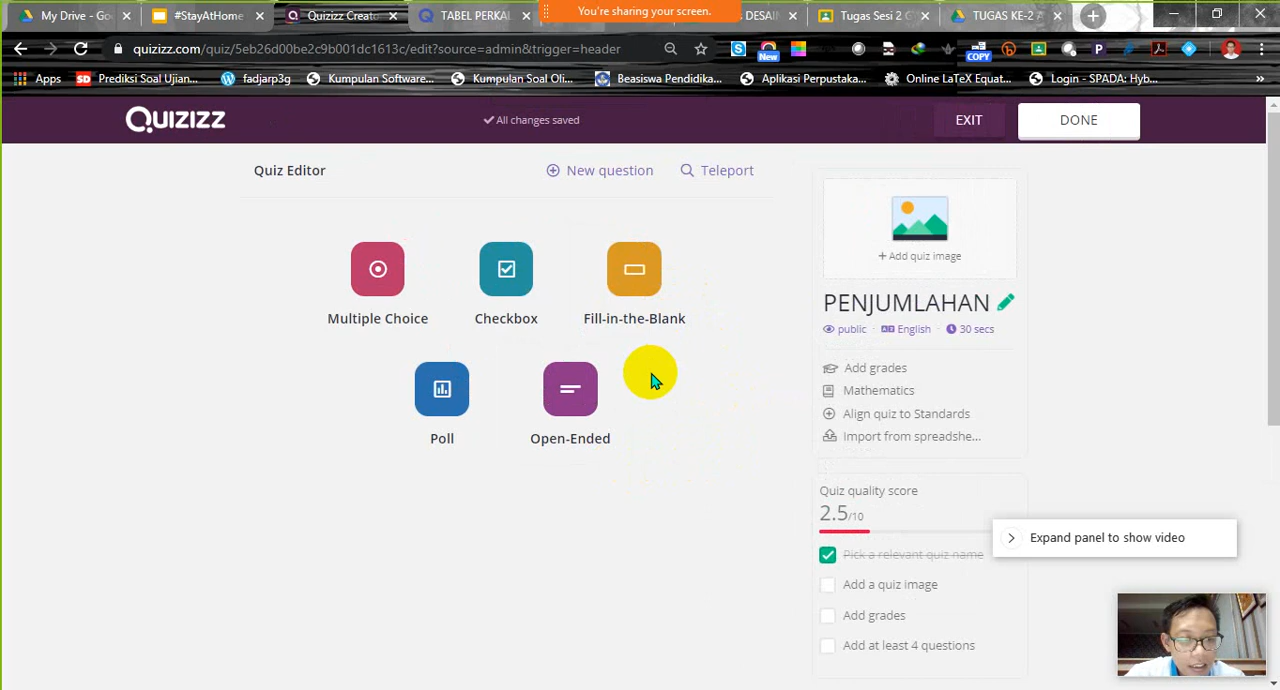 My Drive - Goo
#StayAtHome
Quizizz Create
TABEL PERKAL
You're sharing your screen.
DESAIN
Tugas Sesi 2 G
TUGAS KE-2 A
quizizz.com/quiz/5eb26d00be2c9b001dc1613c/edit?source=admin&trigger=header
New
COPY
Apps
Prediksi Soal Ujian...
fadjarp3g
Kumpulan Software...
Kumpulan Soal Oli...
Beasiswa Pendidika...
Aplikasi Perpustaka...
Online LaTeX Equat...
Login - SPADA: Hyb...
»
QUIZIZZ
All changes saved
EXIT
DONE
Quiz Editor
New question
Teleport
Multiple Choice
Checkbox
Fill-in-the-Blank
Poll
Open-Ended
+ Add quiz image
PENJUMLAHAN
public · English · 30 secs
Add grades
Mathematics
Align quiz to Standards
Import from spreadshe...
Quiz quality score
2.5/10
Pick a relevant quiz name
Add a quiz image
Add grades
Add at least 4 questions
Expand panel to show video